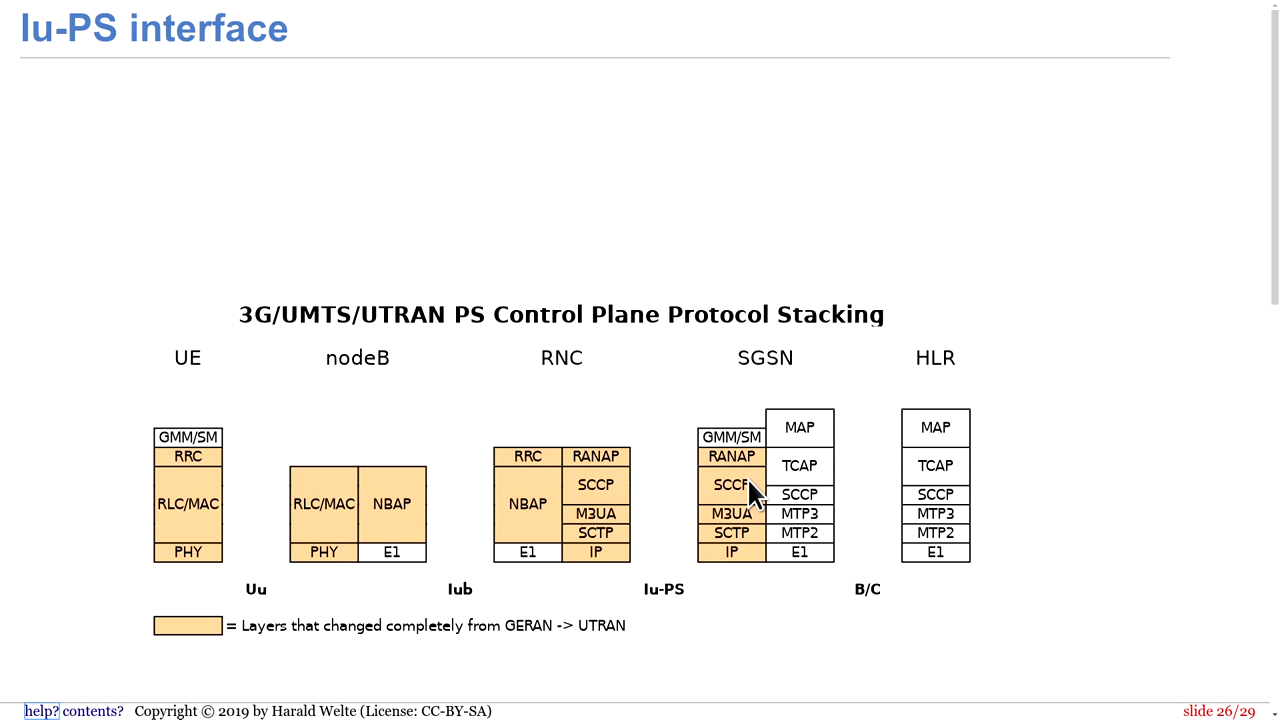 Iu-PS interface
3G/UMTS/UTRAN PS Control Plane Protocol Stacking
UE nodeB RNC SGSN HLR
MAP MAP
GMM/SM GMM/SM
RRC RRC RANAP RANAP
TCAP TCAP
SCCP SCCP
SCCP SCCP
RLC/MAC RLC/MAC NBAP NBAP
M3UA M3UA MTP3 MTP3
SCTP SCTP MTP2 MTP2
PHY PHY E1 E1 IP IP E1 E1
Uu Iub Iu-PS B/C
= Layers that changed completely from GERAN -> UTRAN
help? contents? Copyright © 2019 by Harald Welte (License: CC-BY-SA) slide 26/29